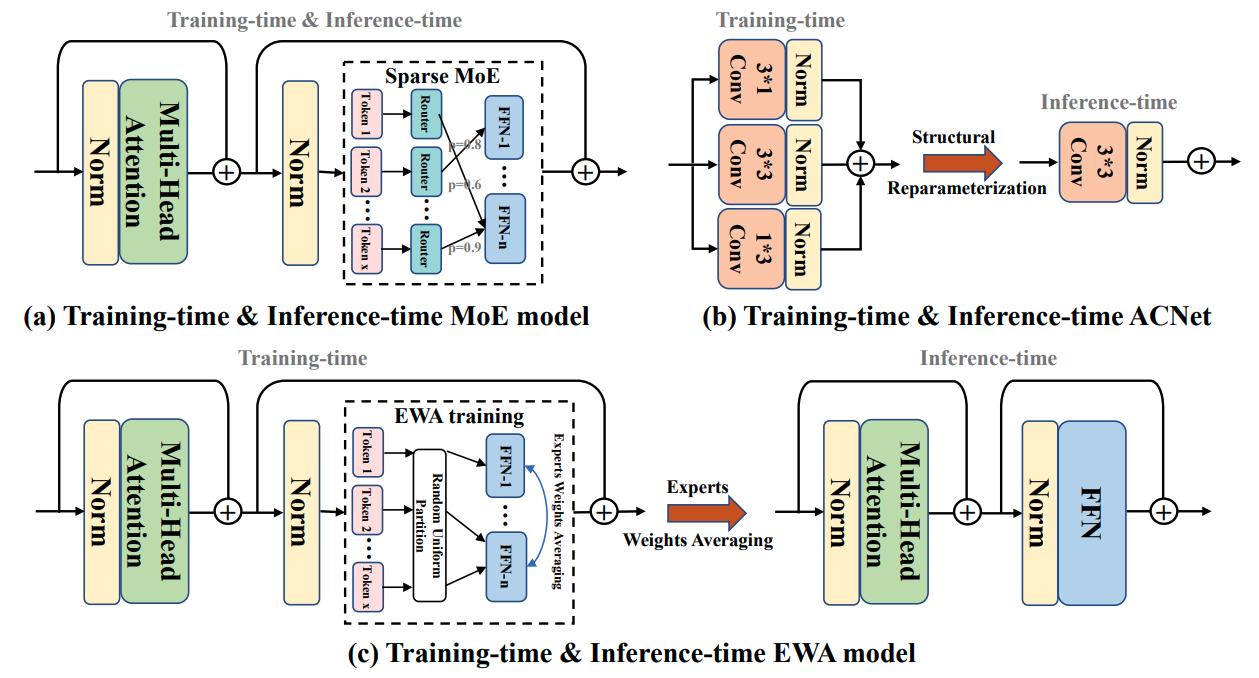 Training-time & Inference-time
Norm
Multi-Head
Attention
Norm
Sparse MoE
Token 1
Router
FFN-1
p=0.8
Token 2
Router
...
p=0.6
...
...
FFN-n
Token x
Router
p=0.9
(a) Training-time & Inference-time MoE model
Training-time
3*1
Conv
Norm
3*3
Conv
Norm
1*3
Conv
Norm
Structural
Reparameterization
Inference-time
3*3
Conv
Norm
(b) Training-time & Inference-time ACNet
Training-time
Norm
Multi-Head
Attention
Norm
EWA training
Token 1
Token 2
...
Token x
Random Uniform
Partition
FFN-1
...
FFN-n
Experts Weights Averaging
Experts
Weights Averaging
Inference-time
Norm
Multi-Head
Attention
Norm
FFN
(c) Training-time & Inference-time EWA model